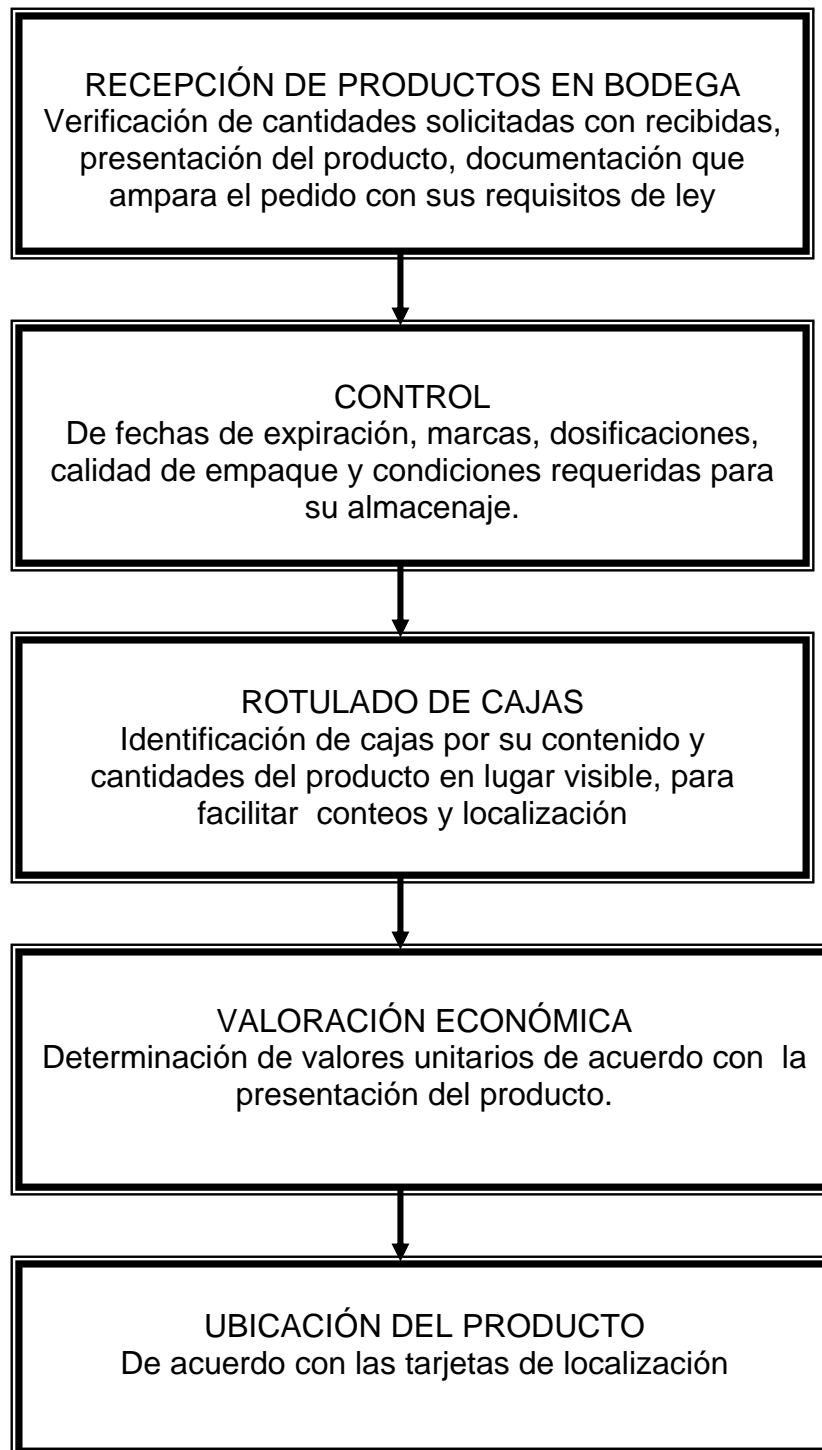 RECEPCIÓN DE PRODUCTOS EN BODEGA
Verificación de cantidades solicitadas con recibidas,
presentación del producto, documentación que
ampara el pedido con sus requisitos de ley
CONTROL
De fechas de expiración, marcas, dosificaciones,
calidad de empaque y condiciones requeridas para
su almacenaje.
ROTULADO DE CAJAS
Identificación de cajas por su contenido y
cantidades del producto en lugar visible, para
facilitar  conteos y localización
VALORACIÓN ECONÓMICA
Determinación de valores unitarios de acuerdo con  la
presentación del producto.
UBICACIÓN DEL PRODUCTO
De acuerdo con las tarjetas de localización